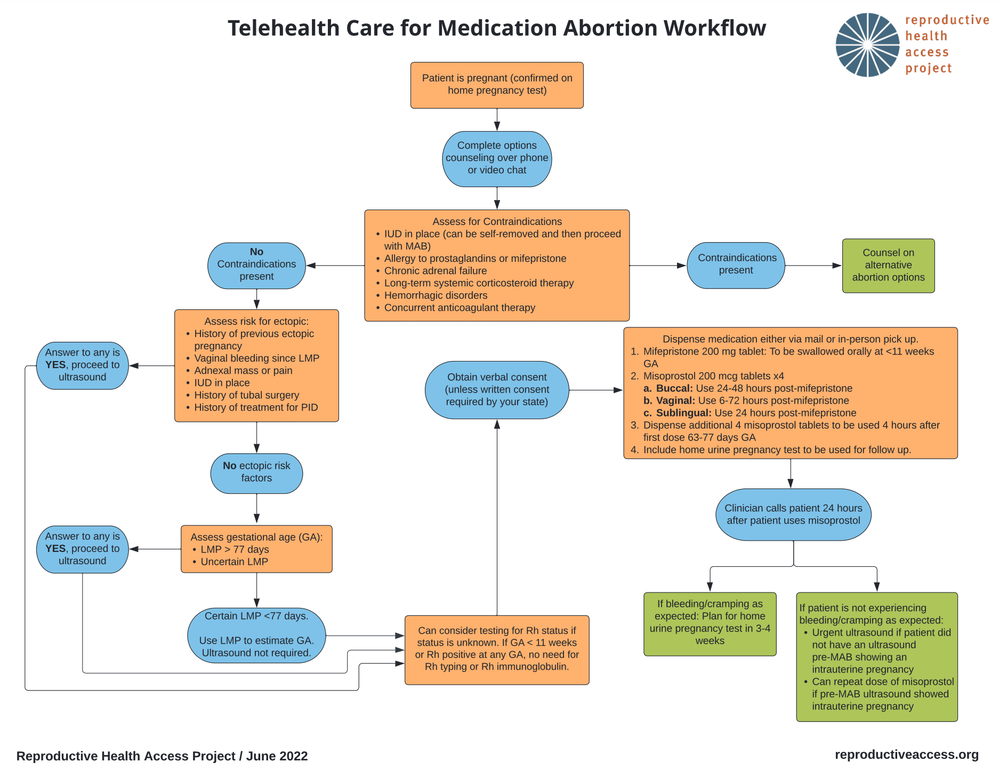 Telehealth Care for Medication Abortion Workflow
reproductive
health
access
project
Patient is pregnant (confirmed on
home pregnancy test)
Complete options
counseling over phone
or video chat
Assess for Contraindications
• IUD in place (can be self-removed and then proceed
with MAB)
• Allergy to prostaglandins or mifepristone
• Chronic adrenal failure
• Long-term systemic corticosteroid therapy
• Hemorrhagic disorders
• Concurrent anticoagulant therapy
No
Contraindications
present
Contraindications
present
Counsel on
alternative
abortion options
Assess risk for ectopic:
• History of previous ectopic
pregnancy
• Vaginal bleeding since LMP
• Adnexal mass or pain
• IUD in place
• History of tubal surgery
• History of treatment for PID
Answer to any is
YES, proceed to
ultrasound
No ectopic risk
factors
Assess gestational age (GA):
• LMP > 77 days
• Uncertain LMP
Answer to any is
YES, proceed to
ultrasound
Certain LMP <77 days.
Use LMP to estimate GA.
Ultrasound not required.
Can consider testing for Rh status if
status is unknown. If GA < 11 weeks
or Rh positive at any GA, no need for
Rh typing or Rh immunoglobulin.
Obtain verbal consent
(unless written consent
required by your state)
Dispense medication either via mail or in-person pick up.
1. Mifepristone 200 mg tablet: To be swallowed orally at <11 weeks
GA
2. Misoprostol 200 mcg tablets x4
a. Buccal: Use 24-48 hours post-mifepristone
b. Vaginal: Use 6-72 hours post-mifepristone
c. Sublingual: Use 24 hours post-mifepristone
3. Dispense additional 4 misoprostol tablets to be used 4 hours after
first dose 63-77 days GA
4. Include home urine pregnancy test to be used for follow up.
Clinician calls patient 24 hours
after patient uses misoprostol
If bleeding/cramping as
expected: Plan for home
urine pregnancy test in 3-4
weeks
If patient is not experiencing
bleeding/cramping as expected:
• Urgent ultrasound if patient did
not have an ultrasound
pre-MAB showing an
intrauterine pregnancy
• Can repeat dose of misoprostol
if pre-MAB ultrasound showed
intrauterine pregnancy
Reproductive Health Access Project / June 2022
reproductiveaccess.org